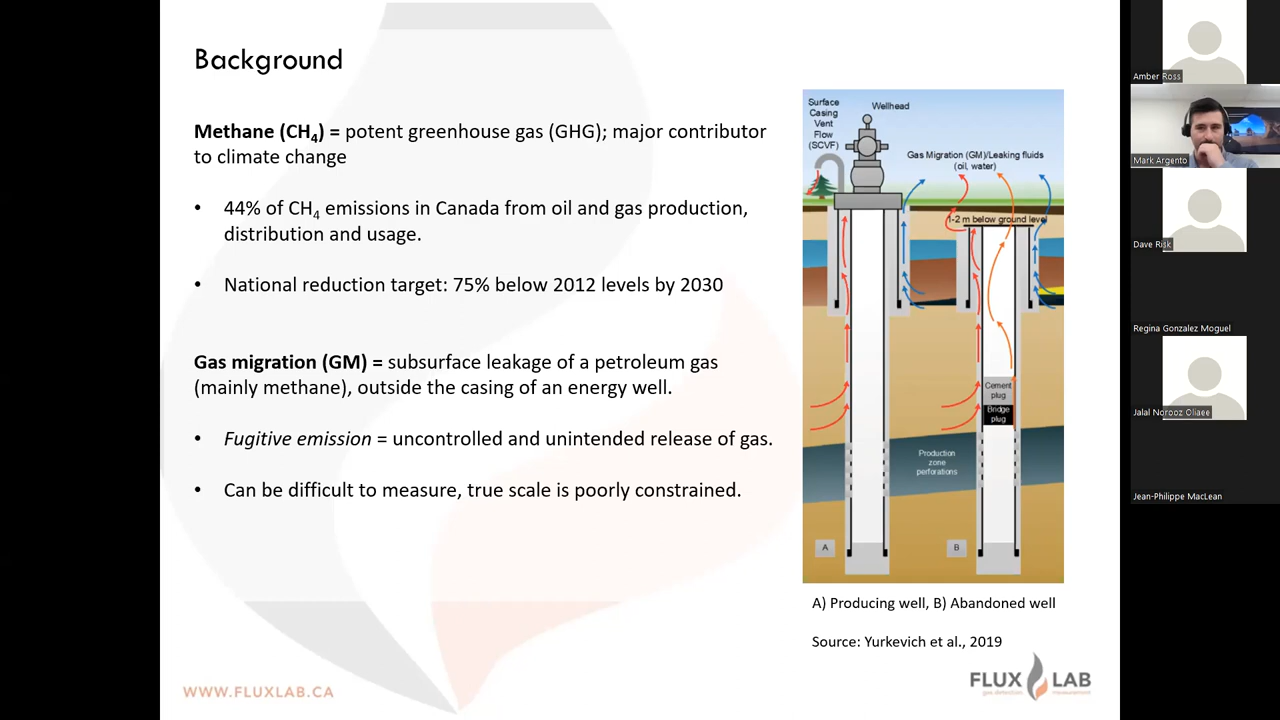 Background
Methane (CH4) = potent greenhouse gas (GHG); major contributor
to climate change
• 44% of CH4 emissions in Canada from oil and gas production,
distribution and usage.
• National reduction target: 75% below 2012 levels by 2030
Gas migration (GM) = subsurface leakage of a petroleum gas
(mainly methane), outside the casing of an energy well.
• Fugitive emission = uncontrolled and unintended release of gas.
• Can be difficult to measure, true scale is poorly constrained.
WWW.FLUXLAB.CA
Surface
Casing
Vent
Flow
(SCVF)
Wellhead
Gas Migration (GM)/Leaking fluids
(oil, water)
1-2 m below ground level
Cement
plug
Bridge
plug
Production
zone
perforations
A
B
A) Producing well, B) Abandoned well
Source: Yurkevich et al., 2019
FLUX LAB
gas.detection. measurement
Amber Ross
Mark Argento
Dave Risk
Regina Gonzalez Moguel
Jalal Norooz Oliaee
Jean-Philippe MacLean